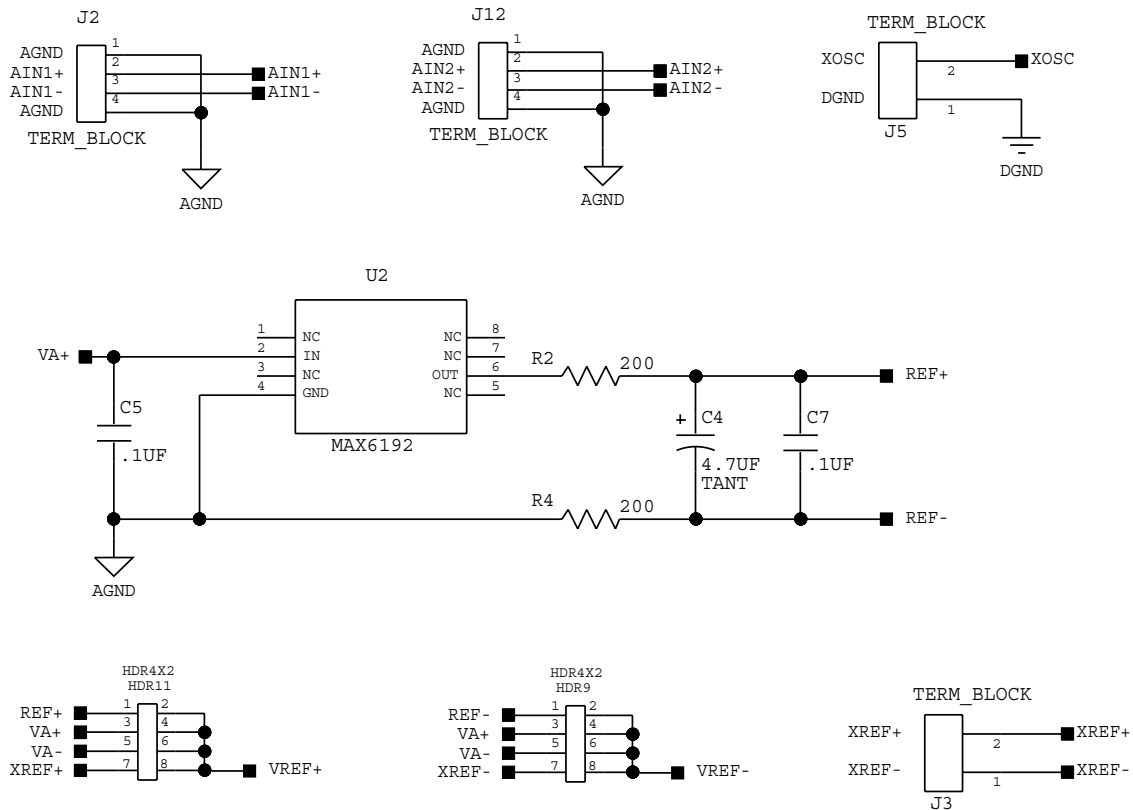 J2
AGND 1
2
AIN1+ AIN1+
3
AIN1- AIN1-
4
AGND
TERM_BLOCK
AGND
J12
AGND 1
2
AIN2+ AIN2+
3
AIN2- AIN2-
4
AGND
TERM_BLOCK
AGND
TERM_BLOCK
XOSC XOSC
2
DGND
1
J5
DGND
U2
1 NC NC 8
VA+ 2 IN NC 7
3 NC OUT 6
4 GND NC 5
MAX6192
R2 200
REF+
C5
.1UF
+ C4
4.7UF
TANT
C7
.1UF
R4 200
REF-
AGND
HDR4X2
HDR11
REF+ 1 2
VA+ 3 4
VA- 5 6
XREF+ 7 8 VREF+
HDR4X2
HDR9
REF- 1 2
VA+ 3 4
VA- 5 6
XREF- 7 8 VREF-
TERM_BLOCK
XREF+ XREF+
2
XREF- XREF-
1
J3